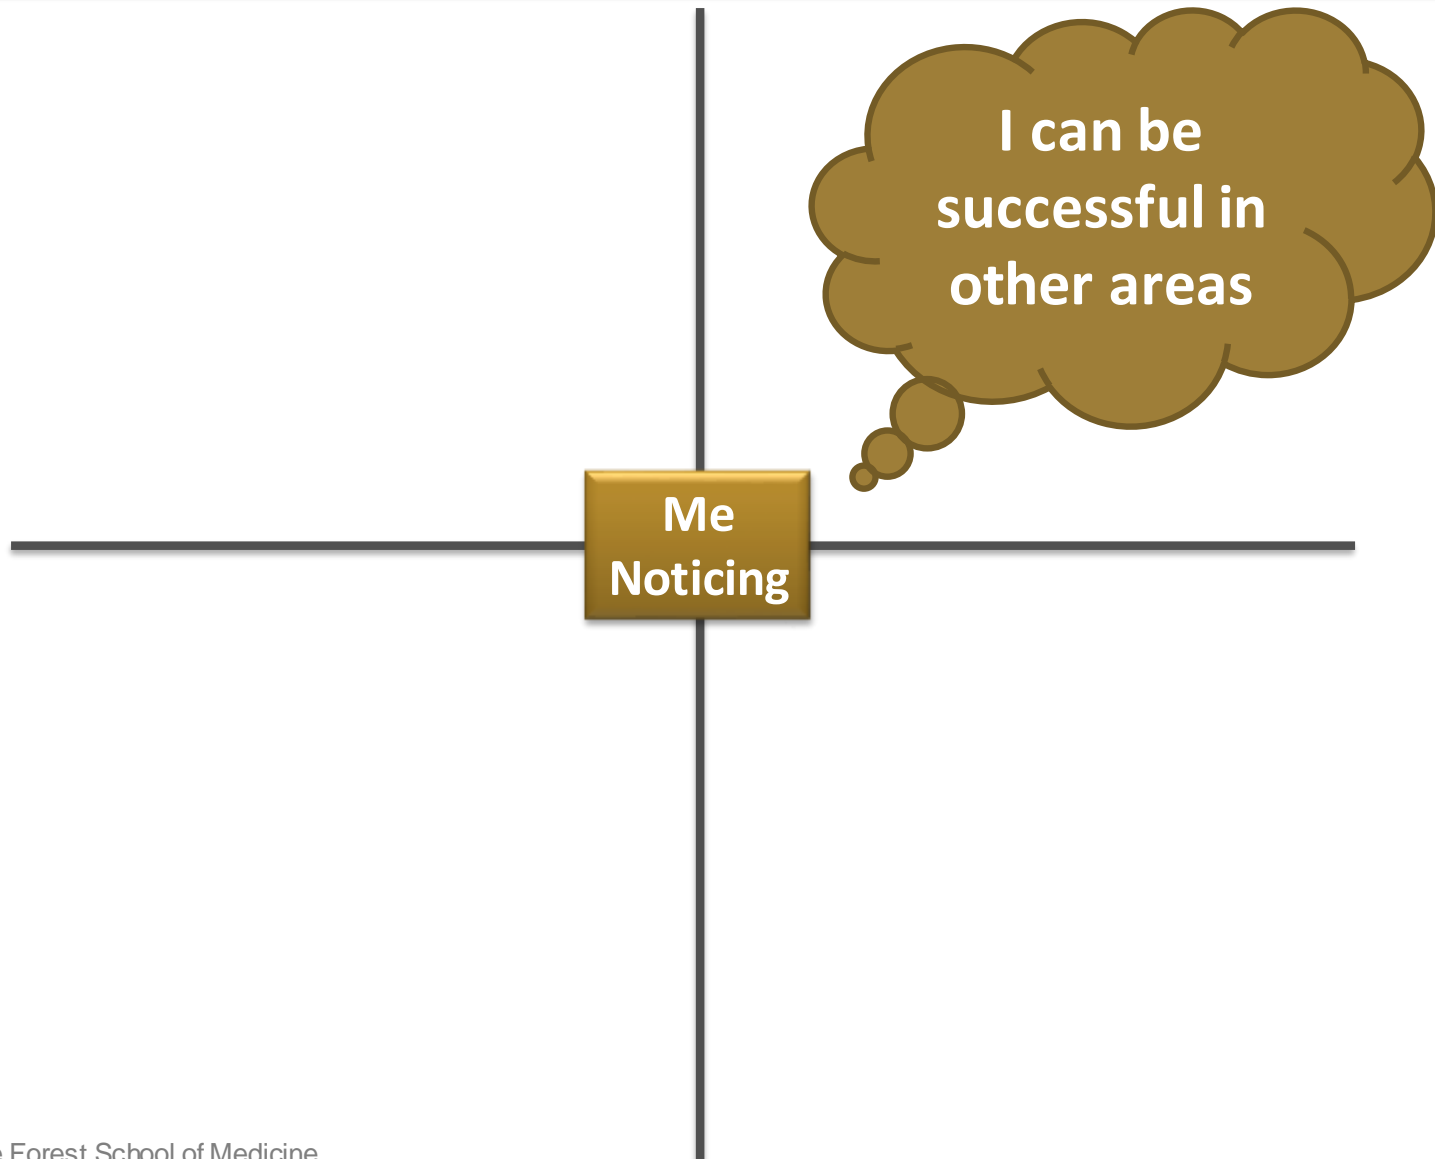 I can be
successful in
other areas
Me
Noticing
Forest School of Medicine